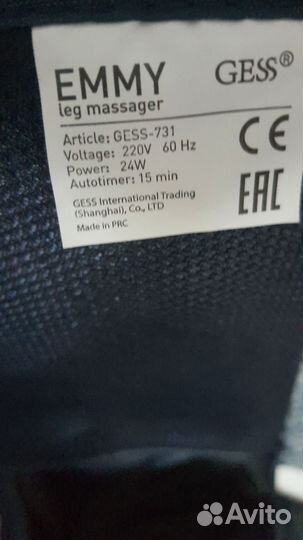 EMMY GESS®
leg massager
Article: GESS-731
Voltage: 220V 60 Hz
Power: 24W
Autotimer: 15 min
CE
EAC
GESS International Trading
(Shanghai), Co., LTD
Made in PRC
Avito